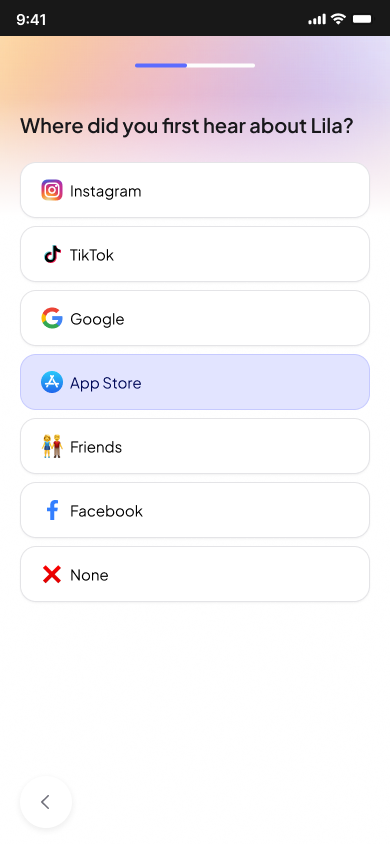 9:41
Where did you first hear about Lila?
Instagram
TikTok
Google
App Store
Friends
Facebook
None